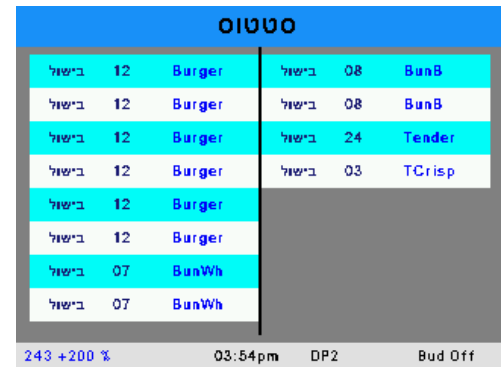 סטטוס
בישול 12 Burger
בישול 12 Burger
בישול 12 Burger
בישול 12 Burger
בישול 12 Burger
בישול 12 Burger
בישול 07 BunWh
בישול 07 BunWh
בישול 08 BunB
בישול 08 BunB
בישול 24 Tender
בישול 03 TCrisp
243 +200 % 03:54pm DP2 Bud Off